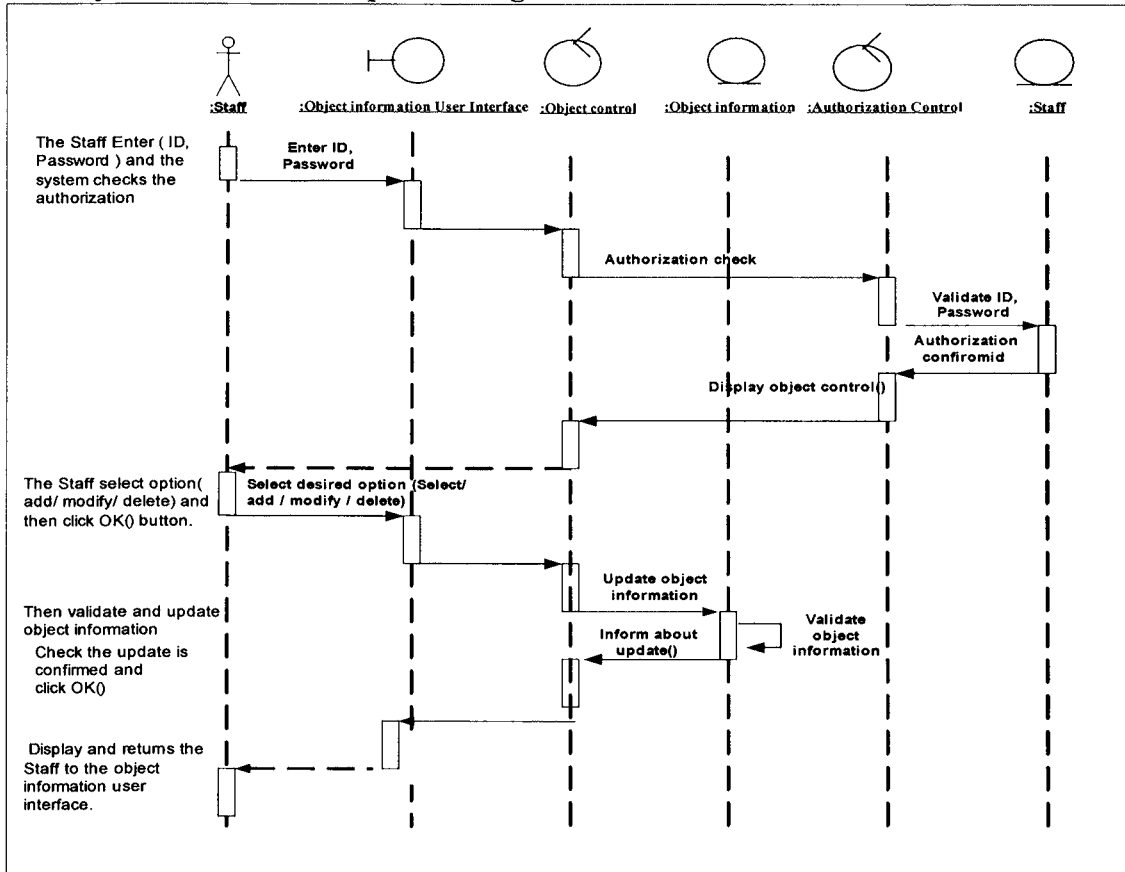 :Staff
:Object information User Interface
:Object control
:Object information
:Authorization Control
:Staff
The Staff Enter ( ID,
Password ) and the
system checks the
authorization
Enter ID,
Password
Authorization check
Validate ID,
Password
Authorization
confiromid
Display object control()
The Staff select option(
add/ modify/ delete) and
then click OK() button.
Select desired option (Select/
add / modify / delete)
Update object
information
Then validate and update
object information
Check the update is
confirmed and
click OK()
Inform about
update()
Validate
object
information
Display and returns the
Staff to the object
information user
interface.